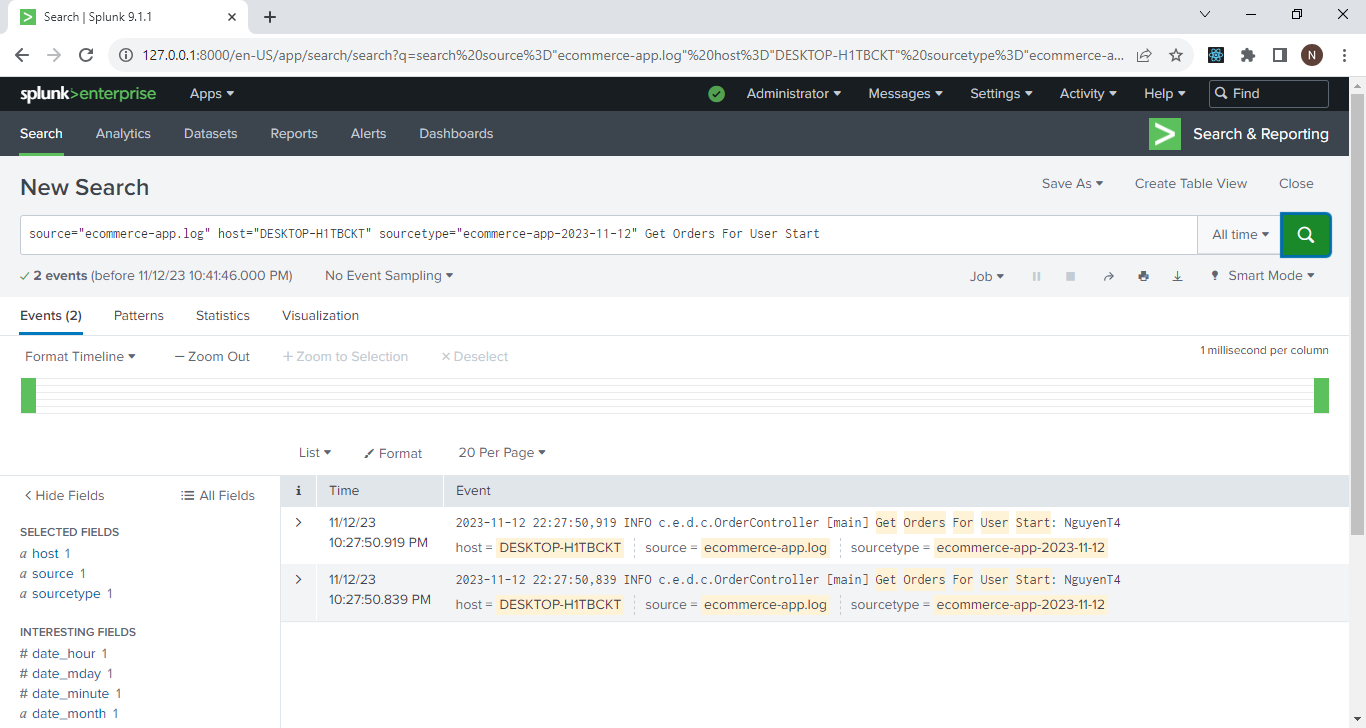 Search | Splunk 9.1.1
127.0.0.1:8000/en-US/app/search/search?q=search%20source%3D"ecommerce-app.log"%20host%3D"DESKTOP-H1TBCKT"%20sourcetype%3D"ecommerce-a...
N
splunk>enterprise Apps Administrator Messages Settings Activity Help Find
Search Analytics Datasets Reports Alerts Dashboards Search & Reporting
New Search Save As Create Table View Close
source="ecommerce-app.log" host="DESKTOP-H1TBCKT" sourcetype="ecommerce-app-2023-11-12" Get Orders For User Start All time
2 events (before 11/12/23 10:41:46.000 PM) No Event Sampling Job Smart Mode
Events (2) Patterns Statistics Visualization
Format Timeline — Zoom Out + Zoom to Selection × Deselect 1 millisecond per column
List Format 20 Per Page
< Hide Fields All Fields
i Time Event
SELECTED FIELDS
a host 1
a source 1
a sourcetype 1
INTERESTING FIELDS
# date_hour 1
# date_mday 1
# date_minute 1
a date_month 1
> 11/12/23 2023-11-12 22:27:50,919 INFO c.e.d.c.OrderController [main] Get Orders For User Start: NguyenT4
10:27:50.919 PM host = DESKTOP-H1TBCKT source = ecommerce-app.log sourcetype = ecommerce-app-2023-11-12
> 11/12/23 2023-11-12 22:27:50,839 INFO c.e.d.c.OrderController [main] Get Orders For User Start: NguyenT4
10:27:50.839 PM host = DESKTOP-H1TBCKT source = ecommerce-app.log sourcetype = ecommerce-app-2023-11-12